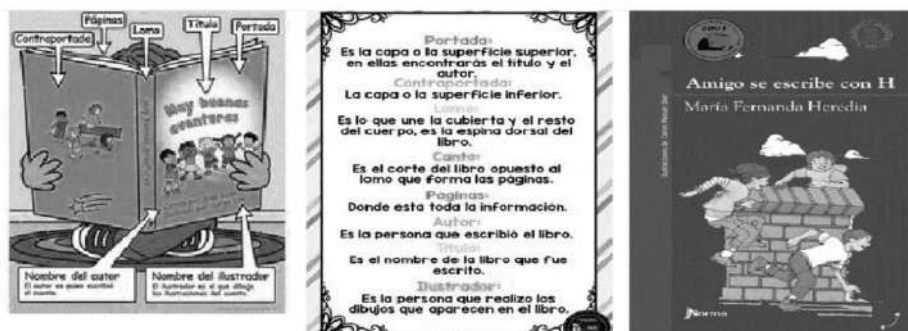 Contraportada
Páginas
Lomo
Título
Portada
Muy buenas
aventuras
Nombre del autor
El autor es quien escribió
el cuento.
Nombre del ilustrador
El ilustrador es el que dibuja
las ilustraciones del cuento.
Portada:
Es la capa o la superficie superior,
en ellas encontrarás el título y el
autor.
Contraportada:
La capa o la superficie inferior.
Lomo:
Es lo que une la cubierta y el resto
del cuerpo, es la espina dorsal del
libro.
Canto:
Es el corte del libro opuesto al
lomo que forma las páginas.
Páginas:
Donde esta toda la información.
Autor:
Es la persona que escribió el libro.
Título:
Es el nombre de la libro que fue
escrito.
Ilustrador:
Es la persona que realizo los
dibujos que aparecen en el libro.
Amigo se escribe con H
María Fernanda Heredia
Norma